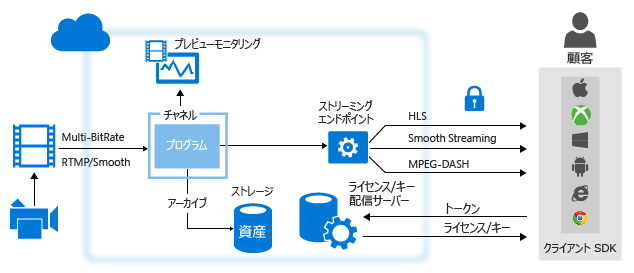 プレビューモニタリング
顧客
チャネル
プログラム
Multi-BitRate
RTMP/Smooth
ストリーミング
エンドポイント
HLS
Smooth Streaming
MPEG-DASH
アーカイブ
ストレージ
資産
ライセンス/キー
配信サーバー
トークン
ライセンス/キー
クライアント SDK